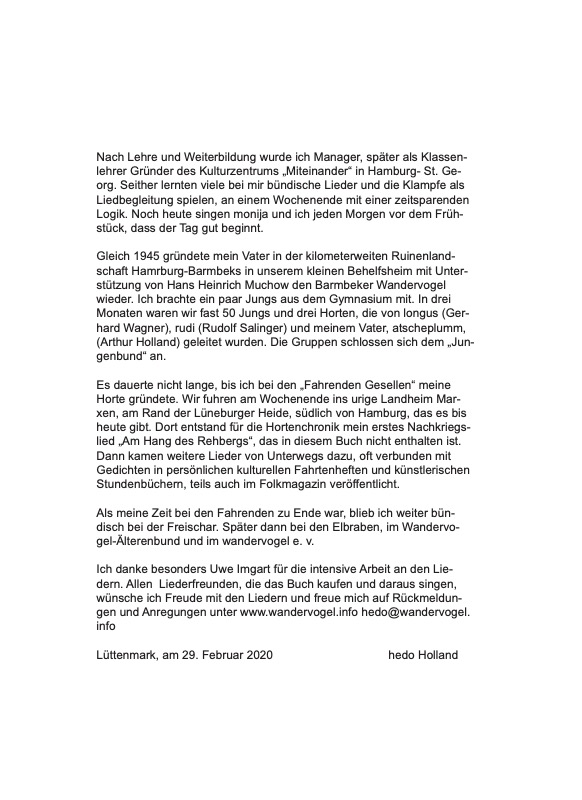 Nach Lehre und Weiterbildung wurde ich Manager, später als Klassen-
lehrer Gründer des Kulturzentrums „Miteinander“ in Hamburg- St. Ge-
org. Seither lernten viele bei mir bündische Lieder und die Klampfe als
Liedbegleitung spielen, an einem Wochenende mit einer zeitsparenden
Logik. Noch heute singen monija und ich jeden Morgen vor dem Früh-
stück, dass der Tag gut beginnt.

Gleich 1945 gründete mein Vater in der kilometerweiten Ruinenland-
schaft Hamrburg-Barmbeks in unserem kleinen Behelfsheim mit Unter-
stützung von Hans Heinrich Muchow den Barmbeker Wandervogel
wieder. Ich brachte ein paar Jungs aus dem Gymnasium mit. In drei
Monaten waren wir fast 50 Jungs und drei Horten, die von longus (Ger-
hard Wagner), rudi (Rudolf Salinger) und meinem Vater, atscheplumm,
(Arthur Holland) geleitet wurden. Die Gruppen schlossen sich dem „Jun-
genbund“ an.

Es dauerte nicht lange, bis ich bei den „Fahrenden Gesellen“ meine
Horte gründete. Wir fuhren am Wochenende ins urige Landheim Mar-
xen, am Rand der Lüneburger Heide, südlich von Hamburg, das es bis
heute gibt. Dort entstand für die Hortenchronik mein erstes Nachkriegs-
lied „Am Hang des Rehbergs“, das in diesem Buch nicht enthalten ist.
Dann kamen weitere Lieder von Unterwegs dazu, oft verbunden mit
Gedichten in persönlichen kulturellen Fahrtenheften und künstlerischen
Stundenbüchern, teils auch im Folkmagazin veröffentlicht.

Als meine Zeit bei den Fahrenden zu Ende war, blieb ich weiter bün-
disch bei der Freischar. Später dann bei den Elbraben, im Wandervo-
gel-Älterenbund und im wandervogel e. v.

Ich danke besonders Uwe Imgart für die intensive Arbeit an den Lie-
dern. Allen  Liederfreunden, die das Buch kaufen und daraus singen,
wünsche ich Freude mit den Liedern und freue mich auf Rückmeldun-
gen und Anregungen unter www.wandervogel.info hedo@wandervogel.
info

Lüttenmark, am 29. Februar 2020 hedo Holland